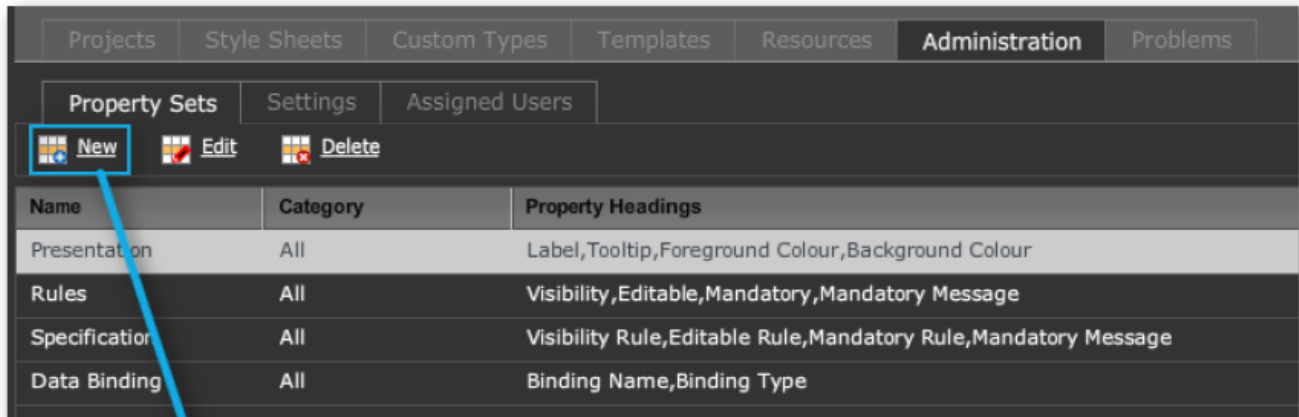 Projects Style Sheets Custom Types Templates Resources Administration Problems
Property Sets Settings Assigned Users
New Edit Delete
Name Category Property Headings
Presentation All Label,Tooltip,Foreground Colour,Background Colour
Rules All Visibility,Editable,Mandatory,Mandatory Message
Specification All Visibility Rule,Editable Rule,Mandatory Rule,Mandatory Message
Data Binding All Binding Name,Binding Type